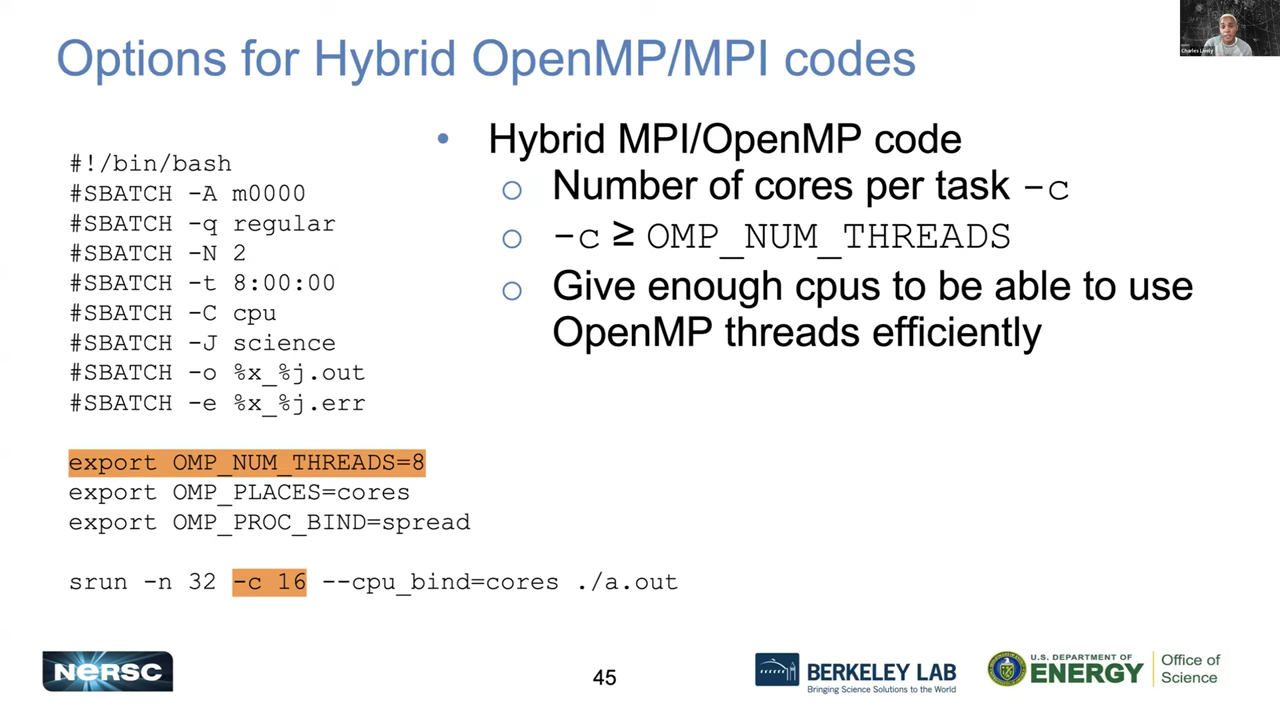 Options for Hybrid OpenMP/MPI codes
Charles Lively
#!/bin/bash
#SBATCH -A m0000
#SBATCH -q regular
#SBATCH -N 2
#SBATCH -t 8:00:00
#SBATCH -C cpu
#SBATCH -J science
#SBATCH -o %x_%j.out
#SBATCH -e %x_%j.err
export OMP_NUM_THREADS=8
export OMP_PLACES=cores
export OMP_PROC_BIND=spread
srun -n 32 -c 16 --cpu_bind=cores ./a.out
• Hybrid MPI/OpenMP code
o Number of cores per task -c
o -c ≥ OMP_NUM_THREADS
o Give enough cpus to be able to use
OpenMP threads efficiently
NERSC
45
BERKELEY LAB
Bringing Science Solutions to the World
U.S. DEPARTMENT OF
ENERGY
Office of
Science